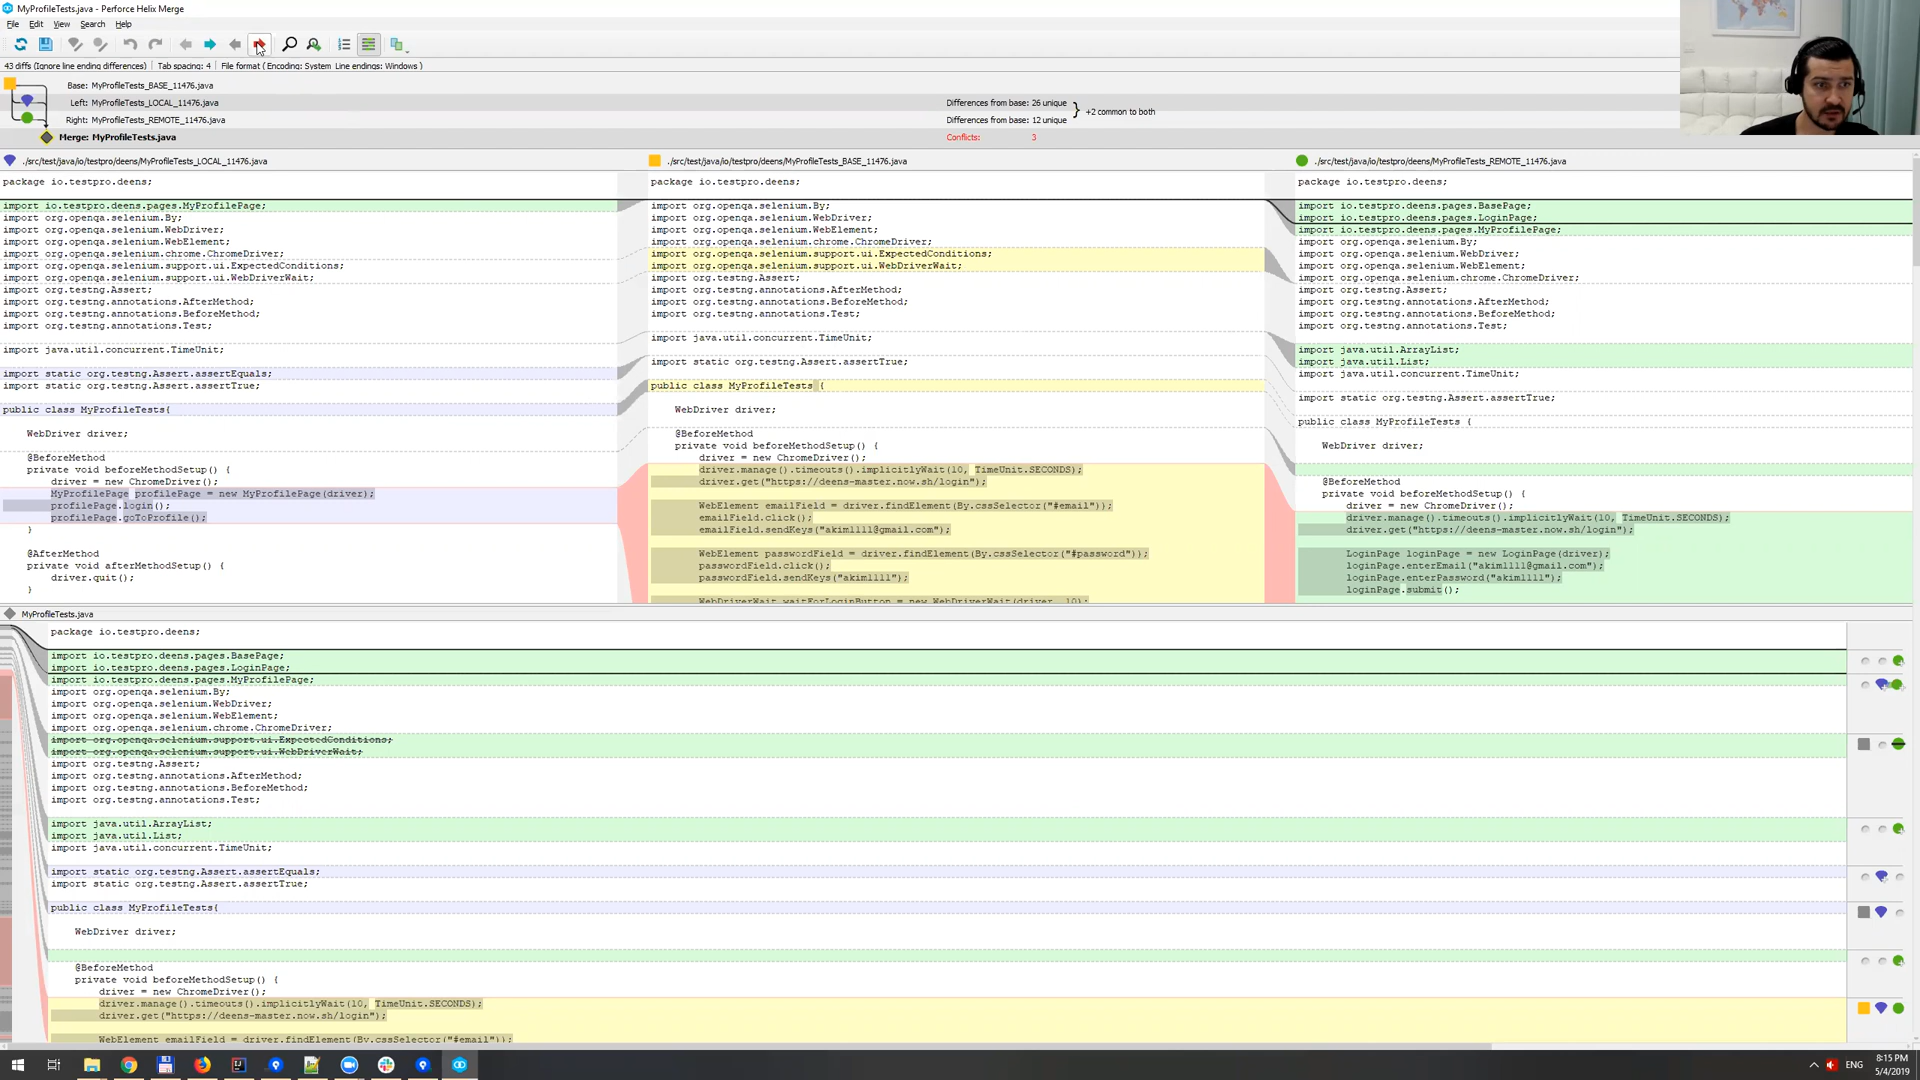 MyProfileTests.java - Perforce Helix Merge
File Edit View Search Help
43 diffs (Ignore line ending differences) Tab spacing: 4 File format ( Encoding: System Line endings: Windows )
Base: MyProfileTests_BASE_11476.java
Left: MyProfileTests_LOCAL_11476.java
Right: MyProfileTests_REMOTE_11476.java
Merge: MyProfileTests.java
Differences from base: 26 unique
Differences from base: 12 unique
+2 common to both
Conflicts: 3
./src/test/java/io/testpro/deens/MyProfileTests_LOCAL_11476.java
package io.testpro.deens;
import io.testpro.deens.pages.MyProfilePage;
import org.openqa.selenium.By;
import org.openqa.selenium.WebDriver;
import org.openqa.selenium.WebElement;
import org.openqa.selenium.chrome.ChromeDriver;
import org.openqa.selenium.support.ui.ExpectedConditions;
import org.openqa.selenium.support.ui.WebDriverWait;
import org.testng.Assert;
import org.testng.annotations.AfterMethod;
import org.testng.annotations.BeforeMethod;
import org.testng.annotations.Test;
import java.util.concurrent.TimeUnit;
import static org.testng.Assert.assertEquals;
import static org.testng.Assert.assertTrue;
public class MyProfileTests{
WebDriver driver;
@BeforeMethod
private void beforeMethodSetup() {
driver = new ChromeDriver();
MyProfilePage profilePage = new MyProfilePage(driver);
profilePage.login();
profilePage.goToProfile();
}
@AfterMethod
private void afterMethodSetup() {
driver.quit();
}
./src/test/java/io/testpro/deens/MyProfileTests_BASE_11476.java
package io.testpro.deens;
import org.openqa.selenium.By;
import org.openqa.selenium.WebDriver;
import org.openqa.selenium.WebElement;
import org.openqa.selenium.chrome.ChromeDriver;
import org.openqa.selenium.support.ui.ExpectedConditions;
import org.openqa.selenium.support.ui.WebDriverWait;
import org.testng.Assert;
import org.testng.annotations.AfterMethod;
import org.testng.annotations.BeforeMethod;
import org.testng.annotations.Test;
import java.util.concurrent.TimeUnit;
import static org.testng.Assert.assertTrue;
public class MyProfileTests {
WebDriver driver;
@BeforeMethod
private void beforeMethodSetup() {
driver = new ChromeDriver();
driver.manage().timeouts().implicitlyWait(10, TimeUnit.SECONDS);
driver.get("https://deens-master.now.sh/login");
WebElement emailField = driver.findElement(By.cssSelector("#email"));
emailField.click();
emailField.sendKeys("akim1111@gmail.com");
WebElement passwordField = driver.findElement(By.cssSelector("#password"));
passwordField.click();
passwordField.sendKeys("akim1111");
WebDriverWait waitForLoginButton = new WebDriverWait(driver, 10);
./src/test/java/io/testpro/deens/MyProfileTests_REMOTE_11476.java
package io.testpro.deens;
import io.testpro.deens.pages.BasePage;
import io.testpro.deens.pages.LoginPage;
import io.testpro.deens.pages.MyProfilePage;
import org.openqa.selenium.By;
import org.openqa.selenium.WebDriver;
import org.openqa.selenium.WebElement;
import org.openqa.selenium.chrome.ChromeDriver;
import org.testng.Assert;
import org.testng.annotations.AfterMethod;
import org.testng.annotations.BeforeMethod;
import org.testng.annotations.Test;
import java.util.ArrayList;
import java.util.List;
import java.util.concurrent.TimeUnit;
import static org.testng.Assert.assertTrue;
public class MyProfileTests {
WebDriver driver;
@BeforeMethod
private void beforeMethodSetup() {
driver = new ChromeDriver();
driver.manage().timeouts().implicitlyWait(10, TimeUnit.SECONDS);
driver.get("https://deens-master.now.sh/login");
LoginPage loginPage = new LoginPage(driver);
loginPage.enterEmail("akim1111@gmail.com");
loginPage.enterPassword("akim1111");
loginPage.submit();
MyProfileTests.java
package io.testpro.deens;
import io.testpro.deens.pages.BasePage;
import io.testpro.deens.pages.LoginPage;
import io.testpro.deens.pages.MyProfilePage;
import org.openqa.selenium.By;
import org.openqa.selenium.WebDriver;
import org.openqa.selenium.WebElement;
import org.openqa.selenium.chrome.ChromeDriver;
import org.openqa.selenium.support.ui.ExpectedConditions;
import org.openqa.selenium.support.ui.WebDriverWait;
import org.testng.Assert;
import org.testng.annotations.AfterMethod;
import org.testng.annotations.BeforeMethod;
import org.testng.annotations.Test;
import java.util.ArrayList;
import java.util.List;
import java.util.concurrent.TimeUnit;
import static org.testng.Assert.assertEquals;
import static org.testng.Assert.assertTrue;
public class MyProfileTests{
WebDriver driver;
@BeforeMethod
private void beforeMethodSetup() {
driver = new ChromeDriver();
driver.manage().timeouts().implicitlyWait(10, TimeUnit.SECONDS);
driver.get("https://deens-master.now.sh/login");
WebElement emailField = driver.findElement(By.cssSelector("#email"));
ENG
8:15 PM
5/4/2019